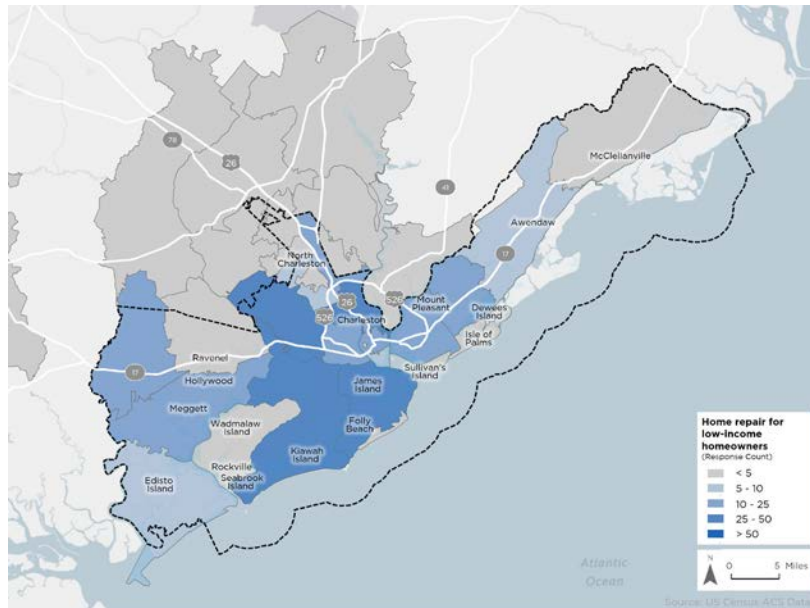 78
26
41
McClellanville
Awendaw
17
North
Charleston
526
26
526
Mount
Pleasant
Charleston
Dewees
Island
Isle of
Palms
Ravenel
Sullivan's
Island
17
Hollywood
James
Island
Meggett
Wadmalaw
Island
Folly
Beach
Kiawah
Island
Rockville
Seabrook
Island
Edisto
Island
Home repair for
low-income
homeowners
(Response Count)
< 5
5 - 10
10 - 25
25 - 50
> 50
N
0 5 Miles
Atlantic
Ocean
Source: US Census ACS Data